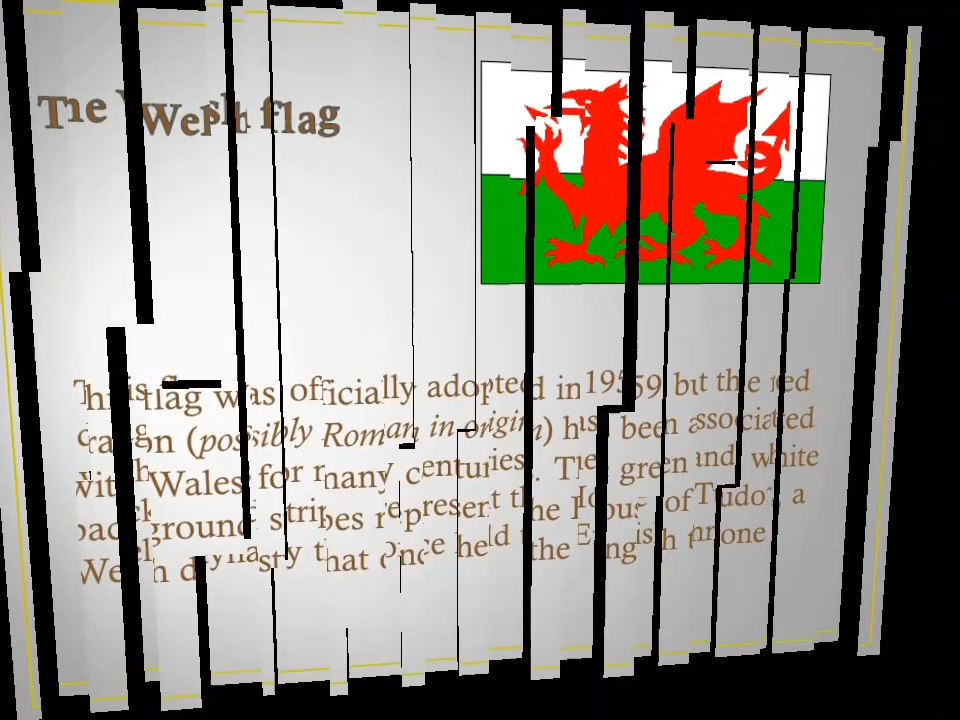 The Welsh flag
This flag was officially adopted in 1959 but the red
dragon (possibly Roman in origin) has been associated
with Wales for many centuries. The green and white
background stripes represent the House of Tudor, a
Welsh dynasty that once held the English throne